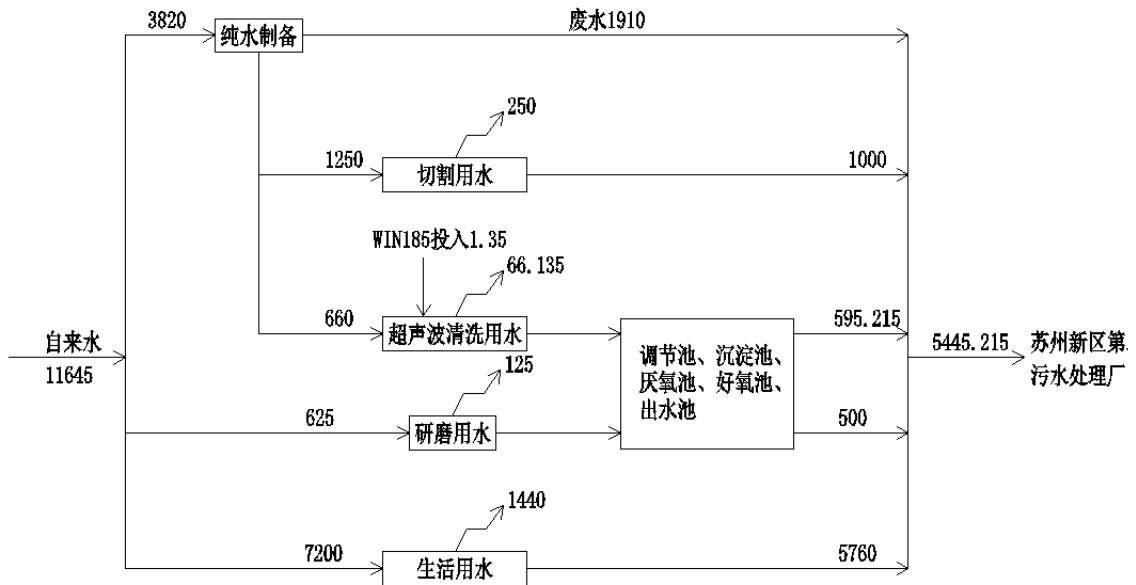 3820
纯水制备
废水1910
250
1250
切割用水
1000
WIN185投入1.35
66.135
660
超声波清洗用水
595.215
自来水
11645
125
调节池、沉淀池、
厌氧池、好氧池、
出水池
5445.215
苏州新区第
污水处理厂
625
研磨用水
500
1440
7200
生活用水
5760